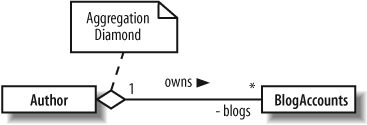 Aggregation
Diamond
Author
1
owns ►
*
- blogs
BlogAccounts